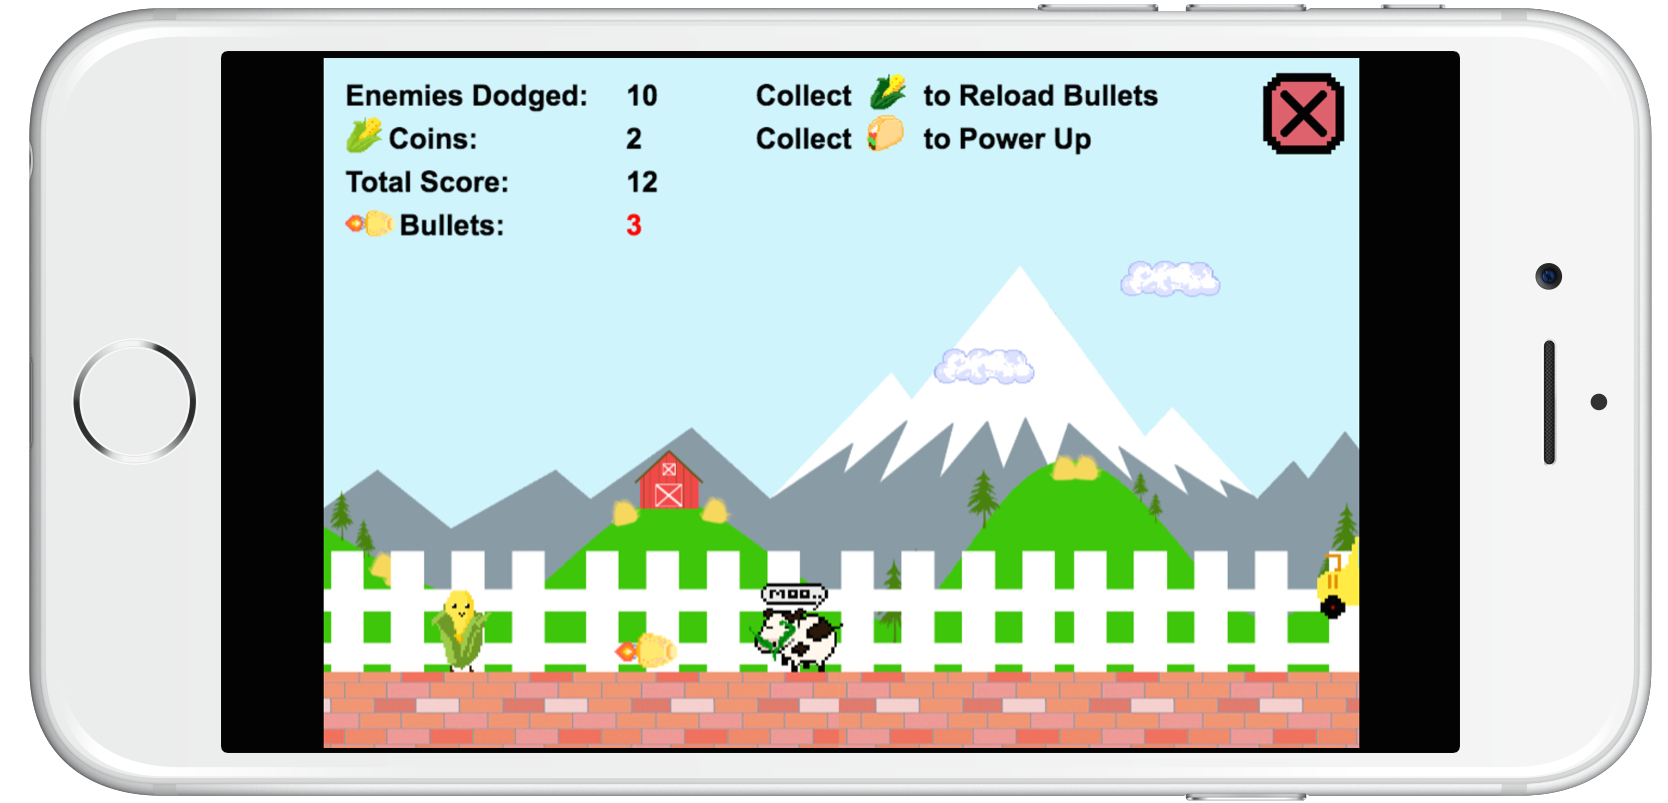 Enemies Dodged: 10
Coins: 2
Total Score: 12
Bullets: 3
Collect to Reload Bullets
Collect to Power Up
MOO..